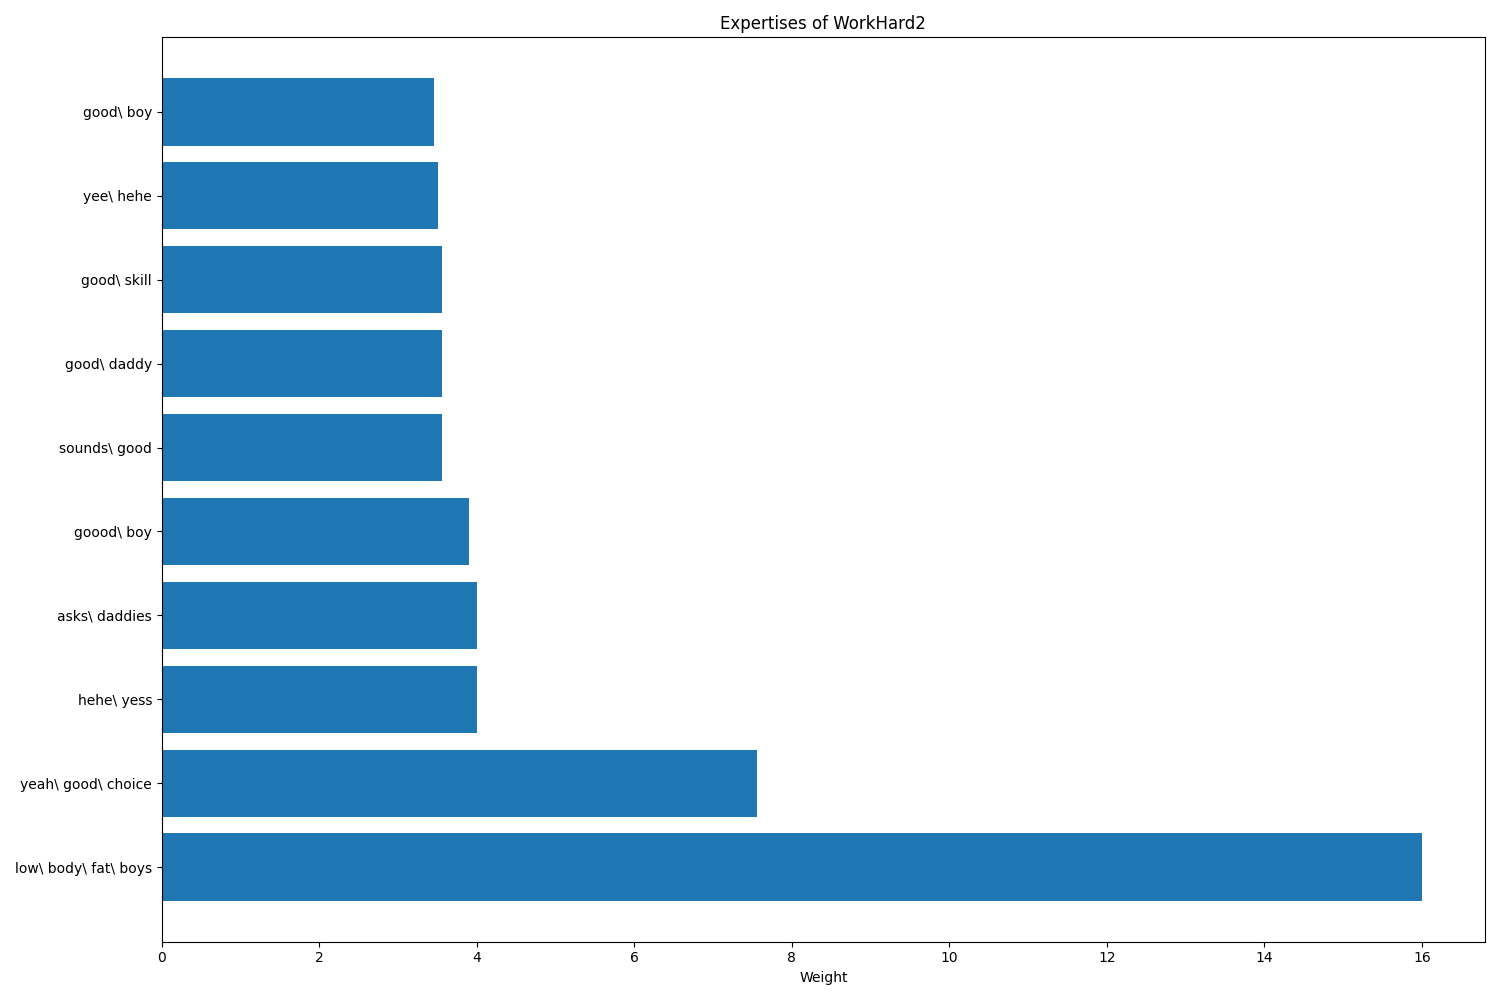 Expertises of WorkHard2
good\ boy
yee\ hehe
good\ skill
good\ daddy
sounds\ good
goood\ boy
asks\ daddies
hehe\ yess
yeah\ good\ choice
low\ body\ fat\ boys
0 2 4 6 8 10 12 14 16
Weight